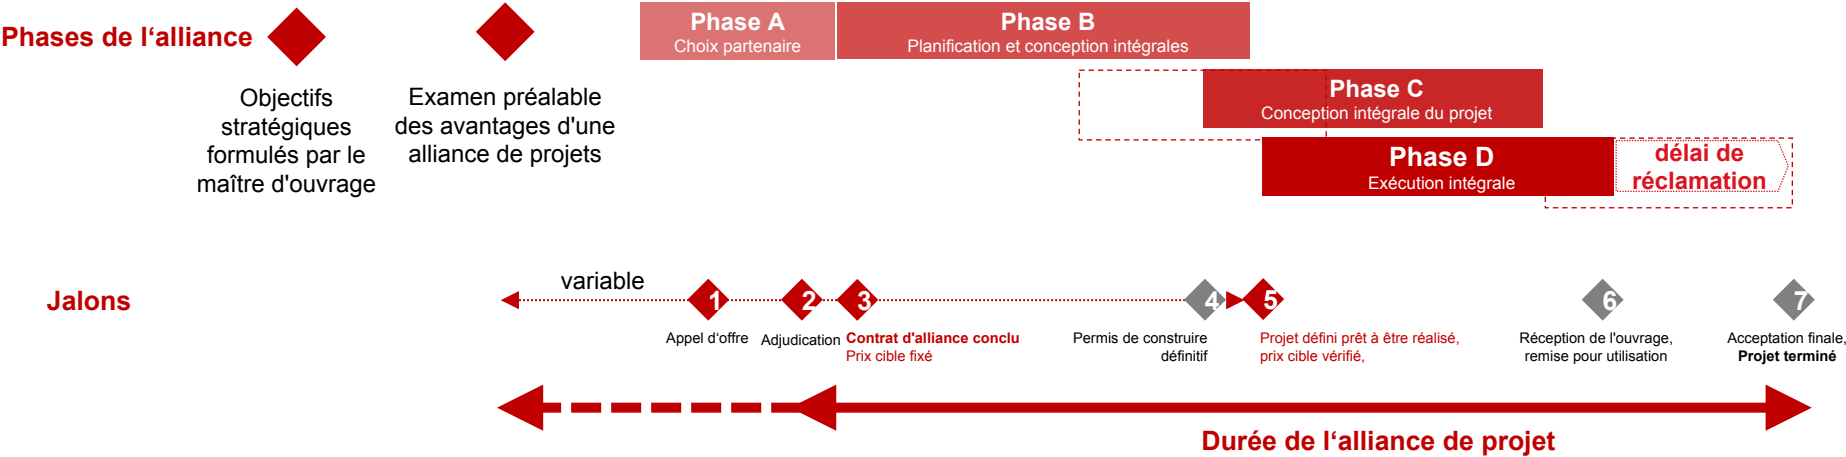 Phases de l‘alliance
Objectifs
stratégiques
formulés par le
maître d'ouvrage
Examen préalable
des avantages d'une
alliance de projets
Phase A
Choix partenaire
Phase B
Planification et conception intégrales
Phase C
Conception intégrale du projet
Phase D
Exécution intégrale
délai de
réclamation
Jalons
variable
1
2
3
4
5
6
7
Appel d‘offre
Adjudication
Contrat d'alliance conclu
Prix cible fixé
Permis de construire
définitif
Projet défini prêt à être réalisé,
prix cible vérifié,
Réception de l'ouvrage,
remise pour utilisation
Acceptation finale,
Projet terminé
Durée de l‘alliance de projet